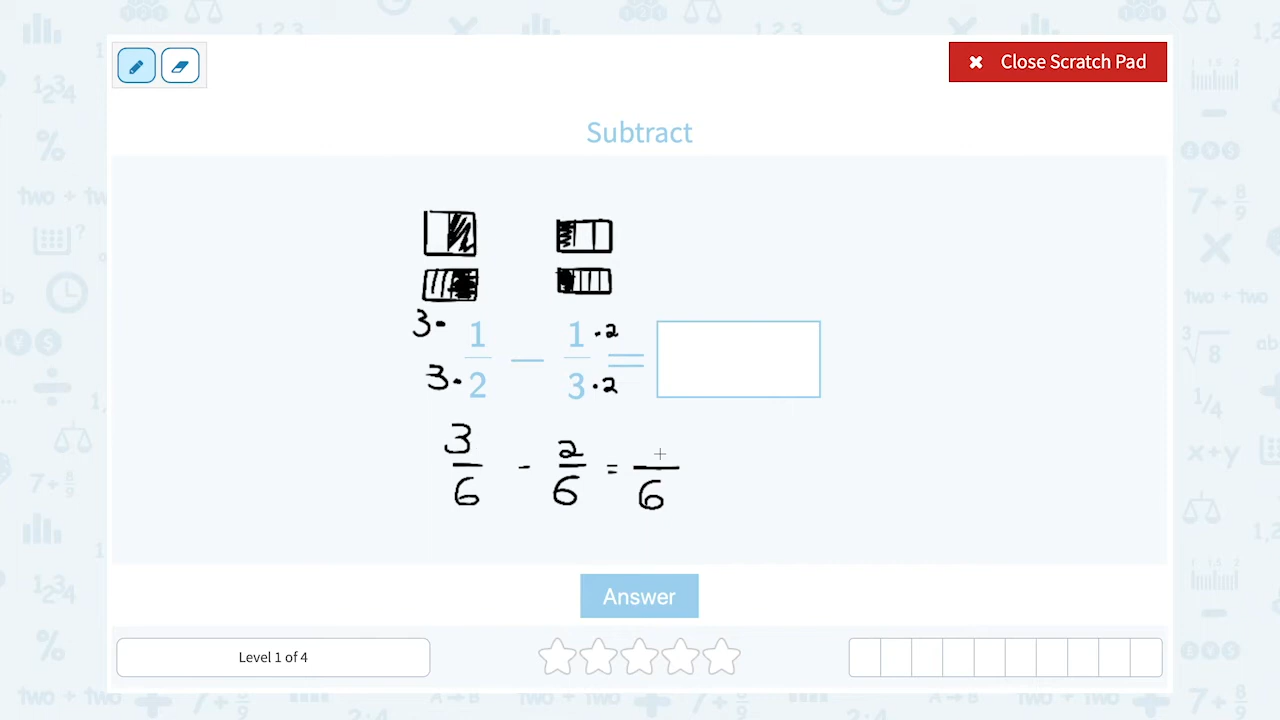 Close Scratch Pad
Subtract
3· 1/2 − 1/3 ·2 =
3· ·2
3/6 - 2/6 = /6
Answer
Level 1 of 4